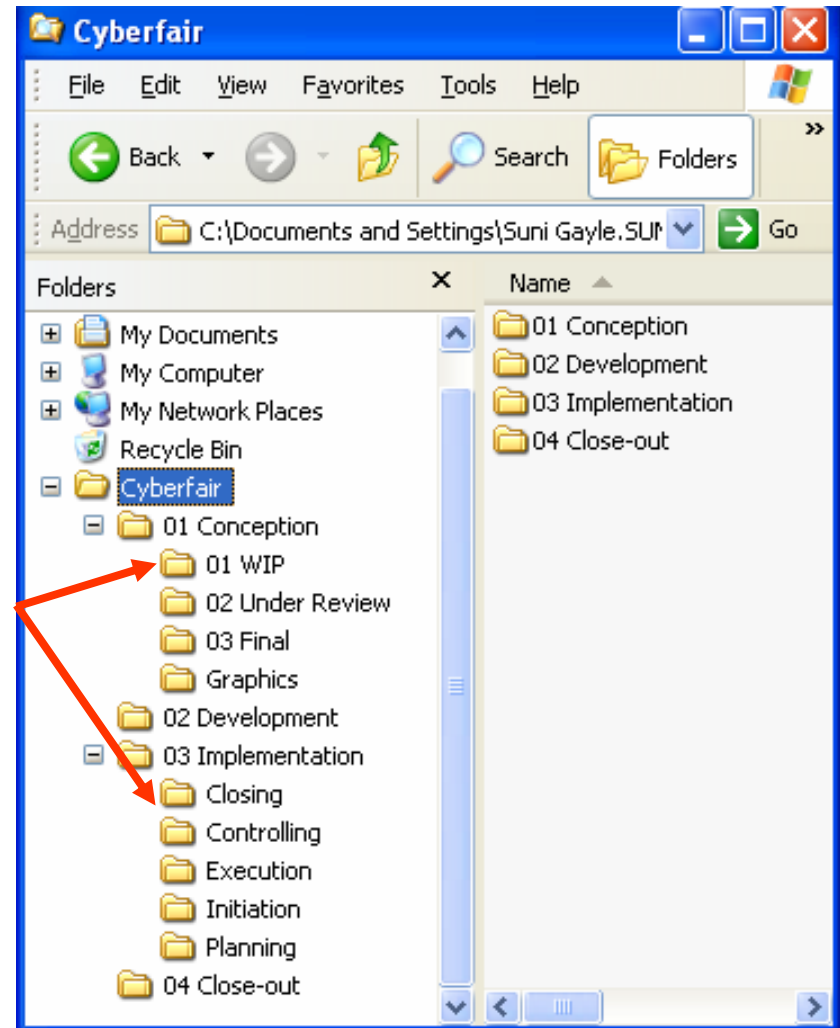 Cyberfair
File Edit View Favorites Tools Help
Back Search Folders »
Address C:\Documents and Settings\Suni Gayle.SUN Go
Folders
My Documents
My Computer
My Network Places
Recycle Bin
Cyberfair
01 Conception
01 WIP
02 Under Review
03 Final
Graphics
02 Development
03 Implementation
Closing
Controlling
Execution
Initiation
Planning
04 Close-out
Name
01 Conception
02 Development
03 Implementation
04 Close-out